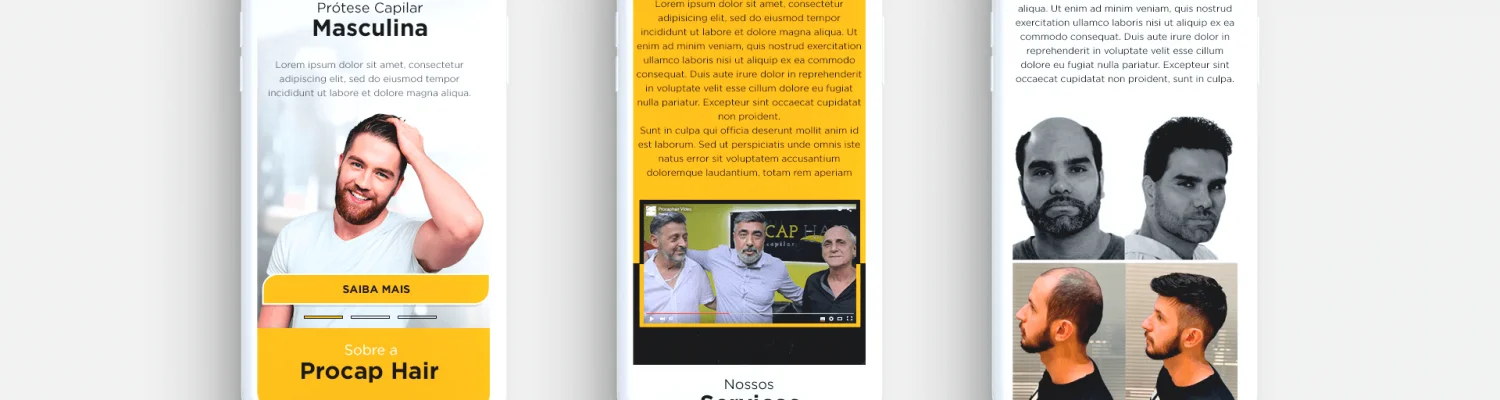 Prótese Capilar
Masculina
Lorem ipsum dolor sit amet, consectetur
adipiscing elit, sed do eiusmod tempor
incididunt ut labore et dolore magna aliqua.
SAIBA MAIS
Sobre a
Procap Hair
Lorem ipsum dolor sit amet, consectetur
adipisicing elit, sed do eiusmod tempor
incididunt ut labore et dolore magna aliqua. Ut
enim ad minim veniam, quis nostrud exercitation
ullamco laboris nisi ut aliquip ex ea commodo
consequat. Duis aute irure dolor in reprehenderit
in voluptate velit esse cillum dolore eu fugiat
nulla pariatur. Excepteur sint occaecat cupidatat
non proident.
Sunt in culpa qui officia deserunt mollit anim id
est laborum. Sed ut perspiciatis unde omnis iste
natus error sit voluptatem accusantium
doloremque laudantium, totam rem aperiam
CAP HAIR
capilar.
Nossos
Serviços
aliqua. Ut enim ad minim veniam, quis nostrud
exercitation ullamco laboris nisi ut aliquip ex ea
commodo consequat. Duis aute irure dolor in
reprehenderit in voluptate velit esse cillum
dolore eu fugiat nulla pariatur. Excepteur sint
occaecat cupidatat non proident, sunt in culpa.